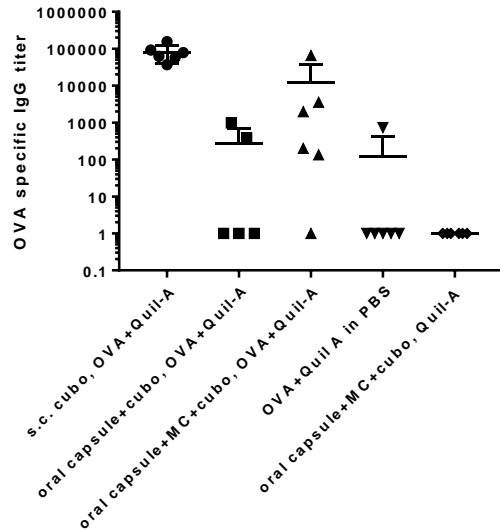 OVA specific IgG titer
1000000
100000
10000
1000
100
10
1
0.1
s.c. cubo, OVA+Quil-A
oral capsule+cubo, OVA+Quil-A
oral capsule+MC+cubo, OVA+Quil-A
OVA+Quil A in PBS
oral capsule+MC+cubo, Quil-A